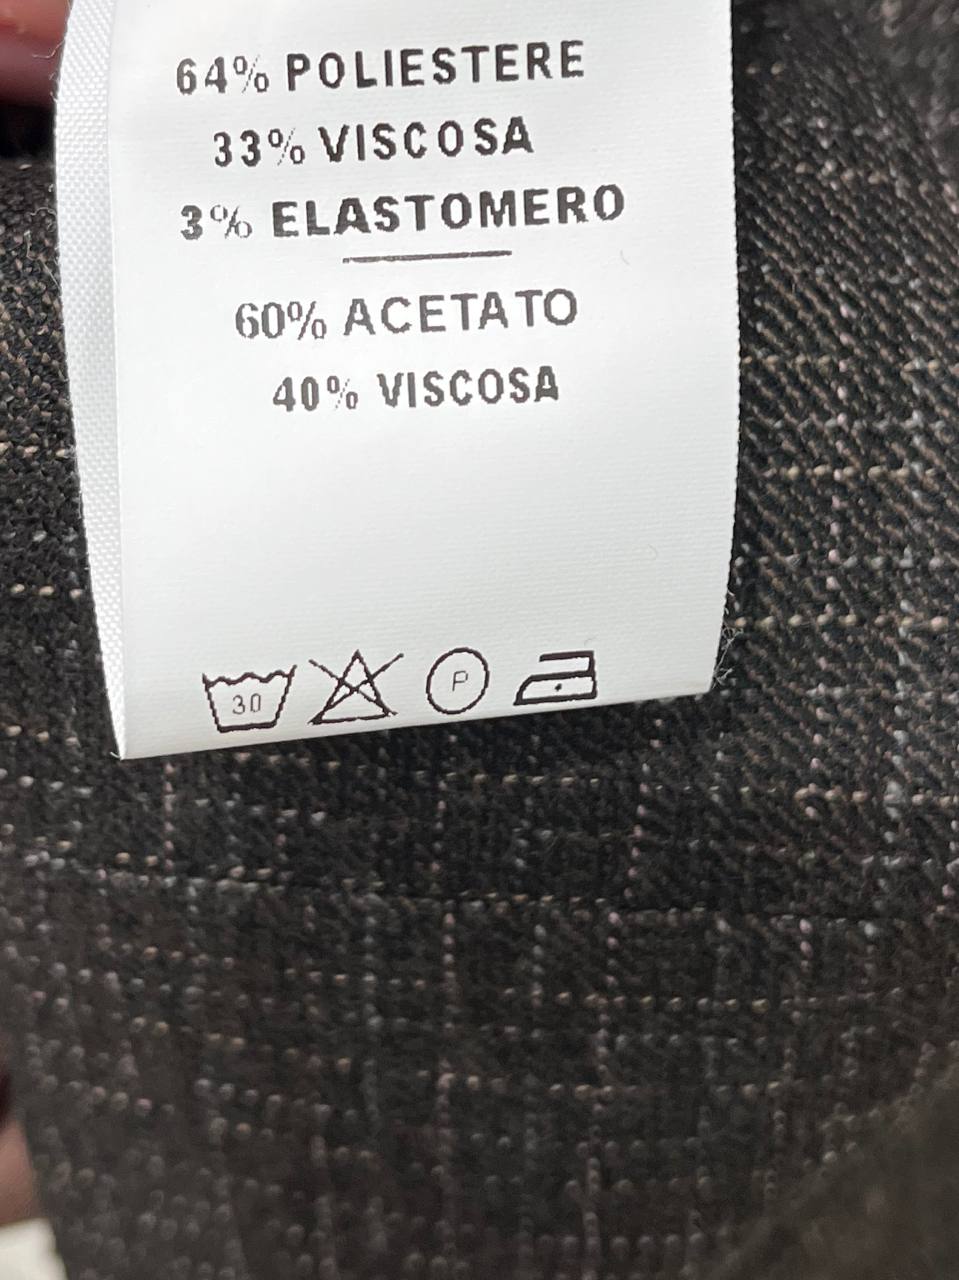 64% POLIESTERE
33% VISCOSA
3% ELASTOMERO
60% ACETATO
40% VISCOSA
30 P